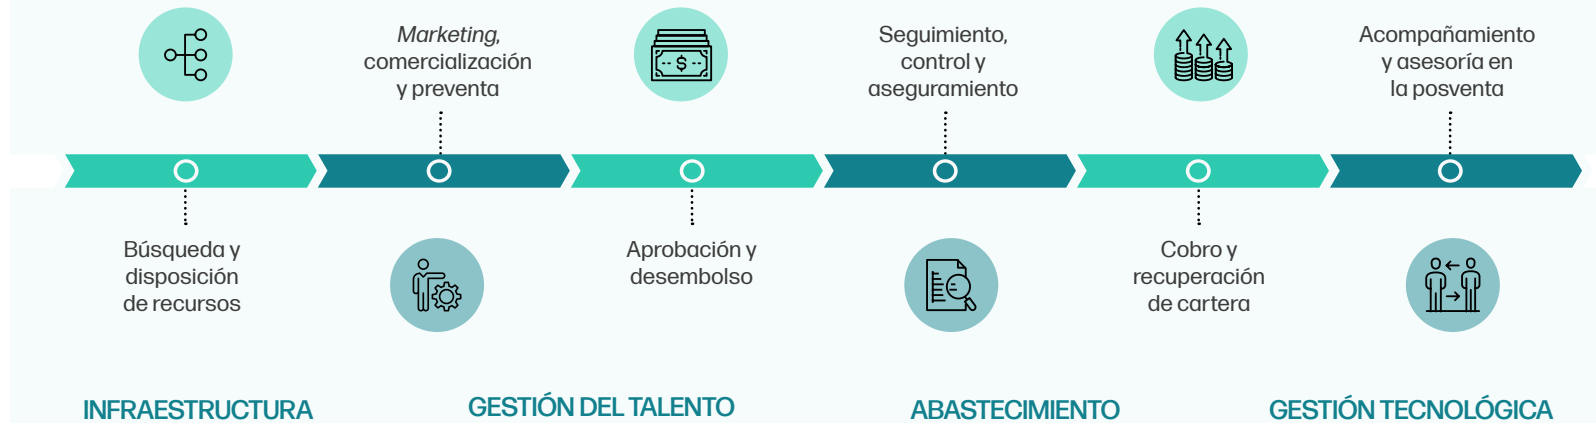 Búsqueda y
disposición
de recursos
Marketing,
comercialización
y preventa
$
Aprobación y
desembolso
Seguimiento,
control y
aseguramiento
Cobro y
recuperación
de cartera
Acompañamiento
y asesoría en
la posventa
INFRAESTRUCTURA
GESTIÓN DEL TALENTO
ABASTECIMIENTO
GESTIÓN TECNOLÓGICA